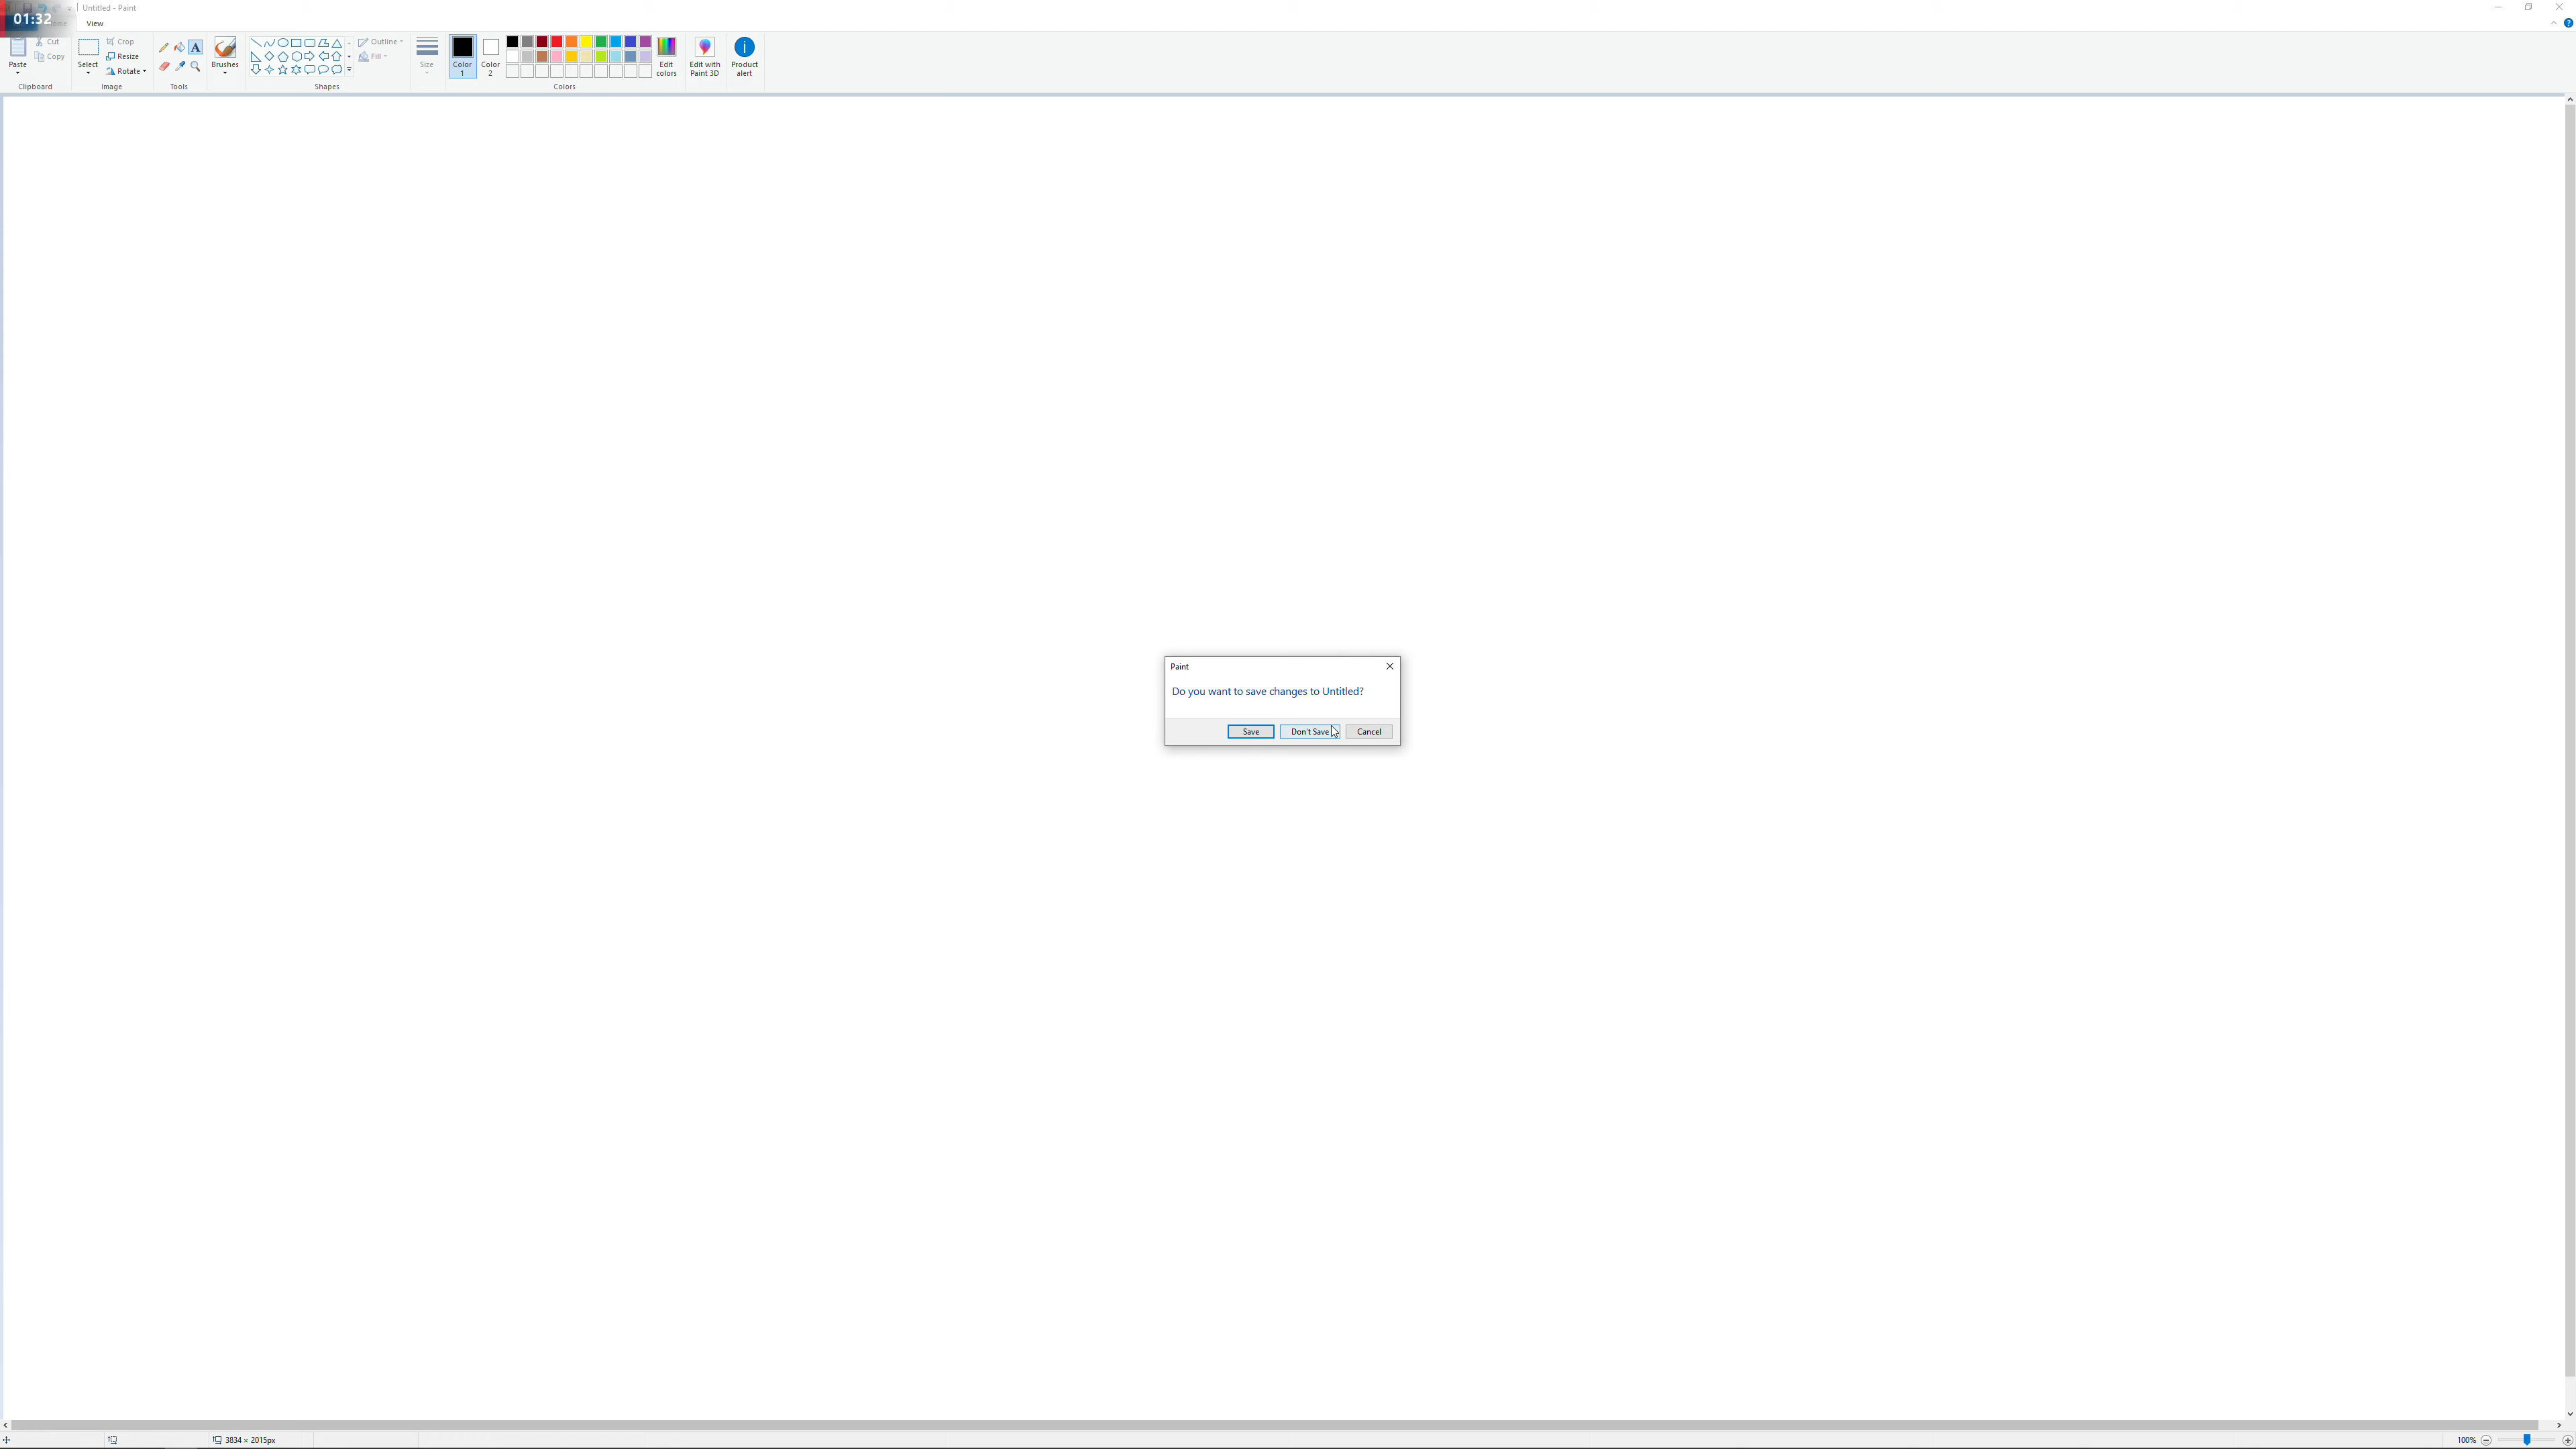 01:32
Untitled - Paint
View
Paste
Cut
Copy
Clipboard
Select
Crop
Resize
Rotate
Image
A
Tools
Brushes
Shapes
Outline
Fill
Size
Color
1
Color
2
Colors
Edit
colors
Edit with
Paint 3D
Product
alert
Paint
Do you want to save changes to Untitled?
Save
Don't Save
Cancel
3834 × 2015px
100%